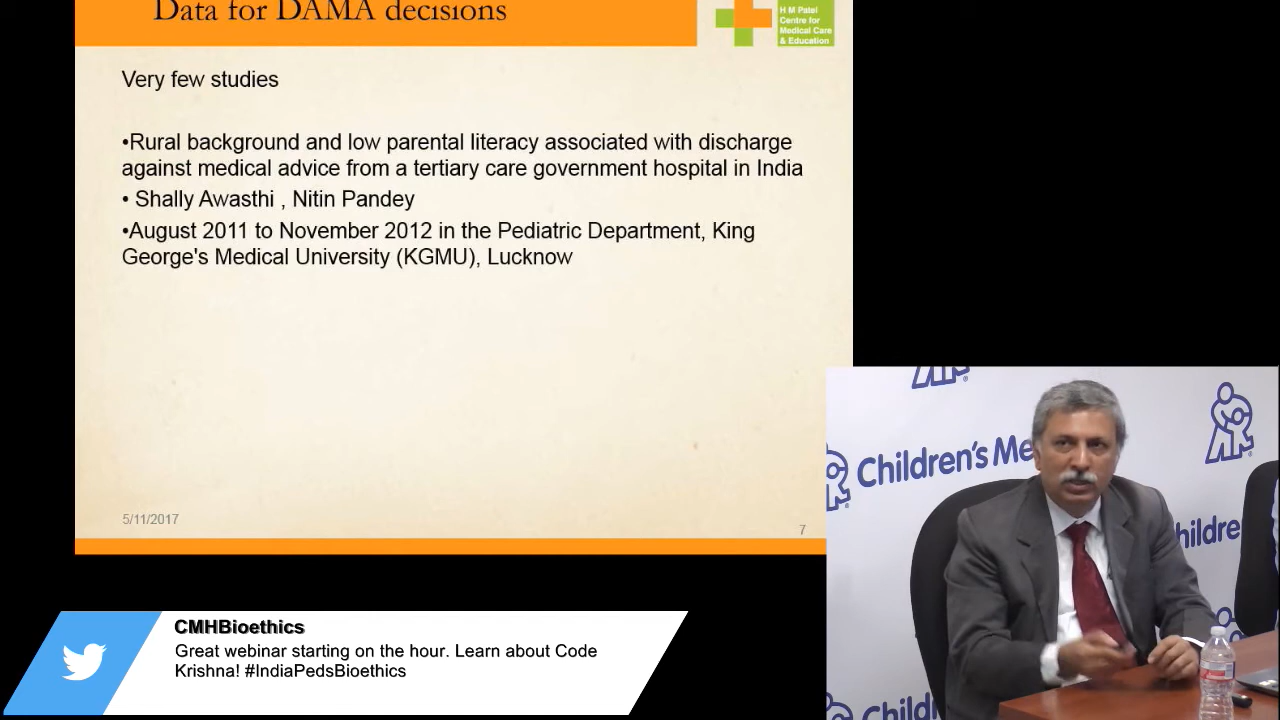 Data for DAMA decisions
H M Patel
Centre for
Medical Care
& Education
Very few studies
•Rural background and low parental literacy associated with discharge
against medical advice from a tertiary care government hospital in India
• Shally Awasthi , Nitin Pandey
•August 2011 to November 2012 in the Pediatric Department, King
George's Medical University (KGMU), Lucknow
5/11/2017
7
Children's Me
hildre
Children
CMHBioethics
Great webinar starting on the hour. Learn about Code
Krishna! #IndiaPedsBioethics